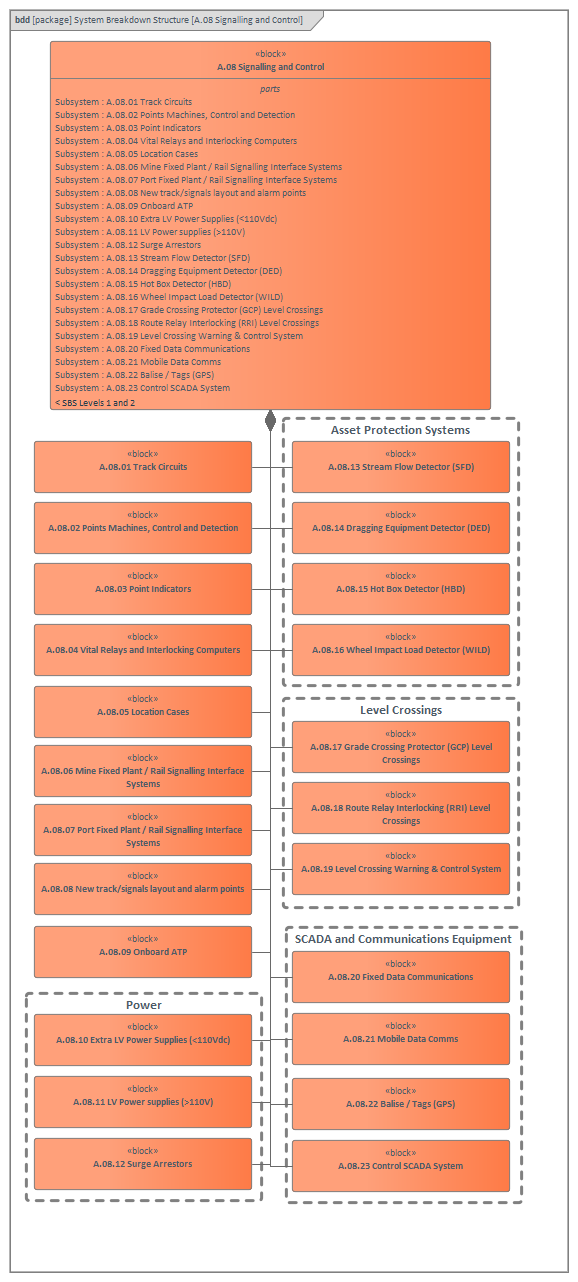 bdd [package] System Breakdown Structure [A.08 Signalling and Control]
«block»
A.08 Signalling and Control
parts
Subsystem : A.08.01 Track Circuits
Subsystem : A.08.02 Points Machines, Control and Detection
Subsystem : A.08.03 Point Indicators
Subsystem : A.08.04 Vital Relays and Interlocking Computers
Subsystem : A.08.05 Location Cases
Subsystem : A.08.06 Mine Fixed Plant / Rail Signalling Interface Systems
Subsystem : A.08.07 Port Fixed Plant / Rail Signalling Interface Systems
Subsystem : A.08.08 New track/signals layout and alarm points
Subsystem : A.08.09 Onboard ATP
Subsystem : A.08.10 Extra LV Power Supplies (<110Vdc)
Subsystem : A.08.11 LV Power supplies (>110V)
Subsystem : A.08.12 Surge Arrestors
Subsystem : A.08.13 Stream Flow Detector (SFD)
Subsystem : A.08.14 Dragging Equipment Detector (DED)
Subsystem : A.08.15 Hot Box Detector (HBD)
Subsystem : A.08.16 Wheel Impact Load Detector (WILD)
Subsystem : A.08.17 Grade Crossing Protector (GCP) Level Crossings
Subsystem : A.08.18 Route Relay Interlocking (RRI) Level Crossings
Subsystem : A.08.19 Level Crossing Warning & Control System
Subsystem : A.08.20 Fixed Data Communications
Subsystem : A.08.21 Mobile Data Comms
Subsystem : A.08.22 Balise / Tags (GPS)
Subsystem : A.08.23 Control SCADA System
< SBS Levels 1 and 2
«block»
A.08.01 Track Circuits
«block»
A.08.02 Points Machines, Control and Detection
«block»
A.08.03 Point Indicators
«block»
A.08.04 Vital Relays and Interlocking Computers
«block»
A.08.05 Location Cases
«block»
A.08.06 Mine Fixed Plant / Rail Signalling Interface
Systems
«block»
A.08.07 Port Fixed Plant / Rail Signalling Interface
Systems
«block»
A.08.08 New track/signals layout and alarm points
«block»
A.08.09 Onboard ATP
Power
«block»
A.08.10 Extra LV Power Supplies (<110Vdc)
«block»
A.08.11 LV Power supplies (>110V)
«block»
A.08.12 Surge Arrestors
Asset Protection Systems
«block»
A.08.13 Stream Flow Detector (SFD)
«block»
A.08.14 Dragging Equipment Detector (DED)
«block»
A.08.15 Hot Box Detector (HBD)
«block»
A.08.16 Wheel Impact Load Detector (WILD)
Level Crossings
«block»
A.08.17 Grade Crossing Protector (GCP) Level
Crossings
«block»
A.08.18 Route Relay Interlocking (RRI) Level
Crossings
«block»
A.08.19 Level Crossing Warning & Control System
SCADA and Communications Equipment
«block»
A.08.20 Fixed Data Communications
«block»
A.08.21 Mobile Data Comms
«block»
A.08.22 Balise / Tags (GPS)
«block»
A.08.23 Control SCADA System